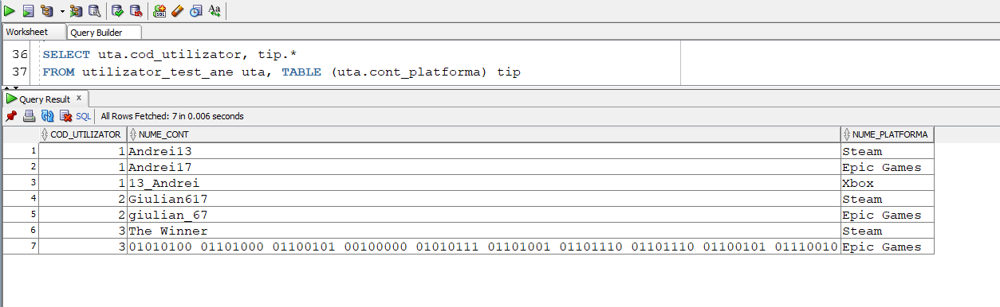 Worksheet Query Builder
36 SELECT uta.cod_utilizator, tip.*
37 FROM utilizator_test_ane uta, TABLE (uta.cont_platforma) tip
Query Result x
SQL All Rows Fetched: 7 in 0.006 seconds
COD_UTILIZATOR NUME_CONT NUME_PLATFORMA
1 1 Andrei13 Steam
2 1 Andrei17 Epic Games
3 1 13_Andrei Xbox
4 2 Giulian617 Steam
5 2 giulian_67 Epic Games
6 3 The Winner Steam
7 3 01010100 01101000 01100101 00100000 01010111 01101001 01101110 01101110 01100101 01110010 Epic Games